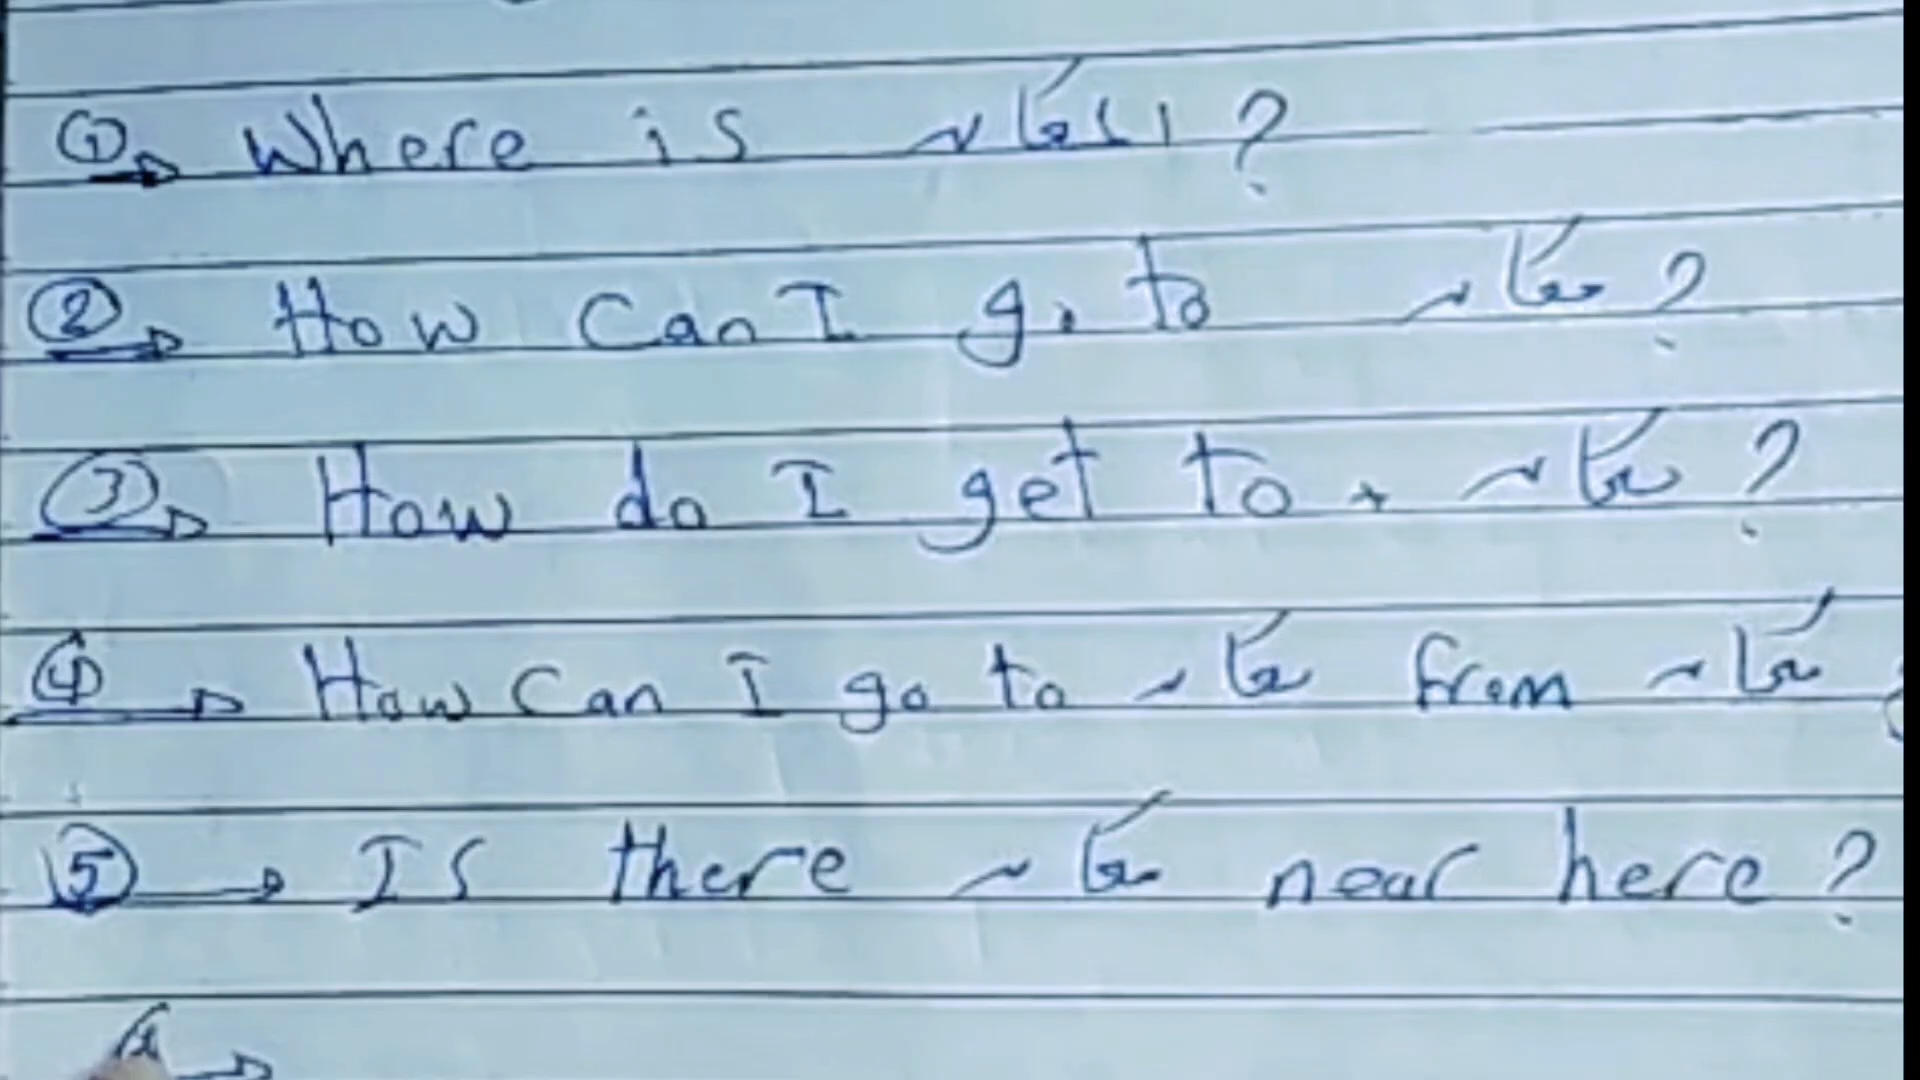 ① Where is المكان ?
② How can I go to مكان ?
③ How do I get to + مكان ?
④ How can I go to مكان from مكان ?
⑤ Is there مكان near here ?